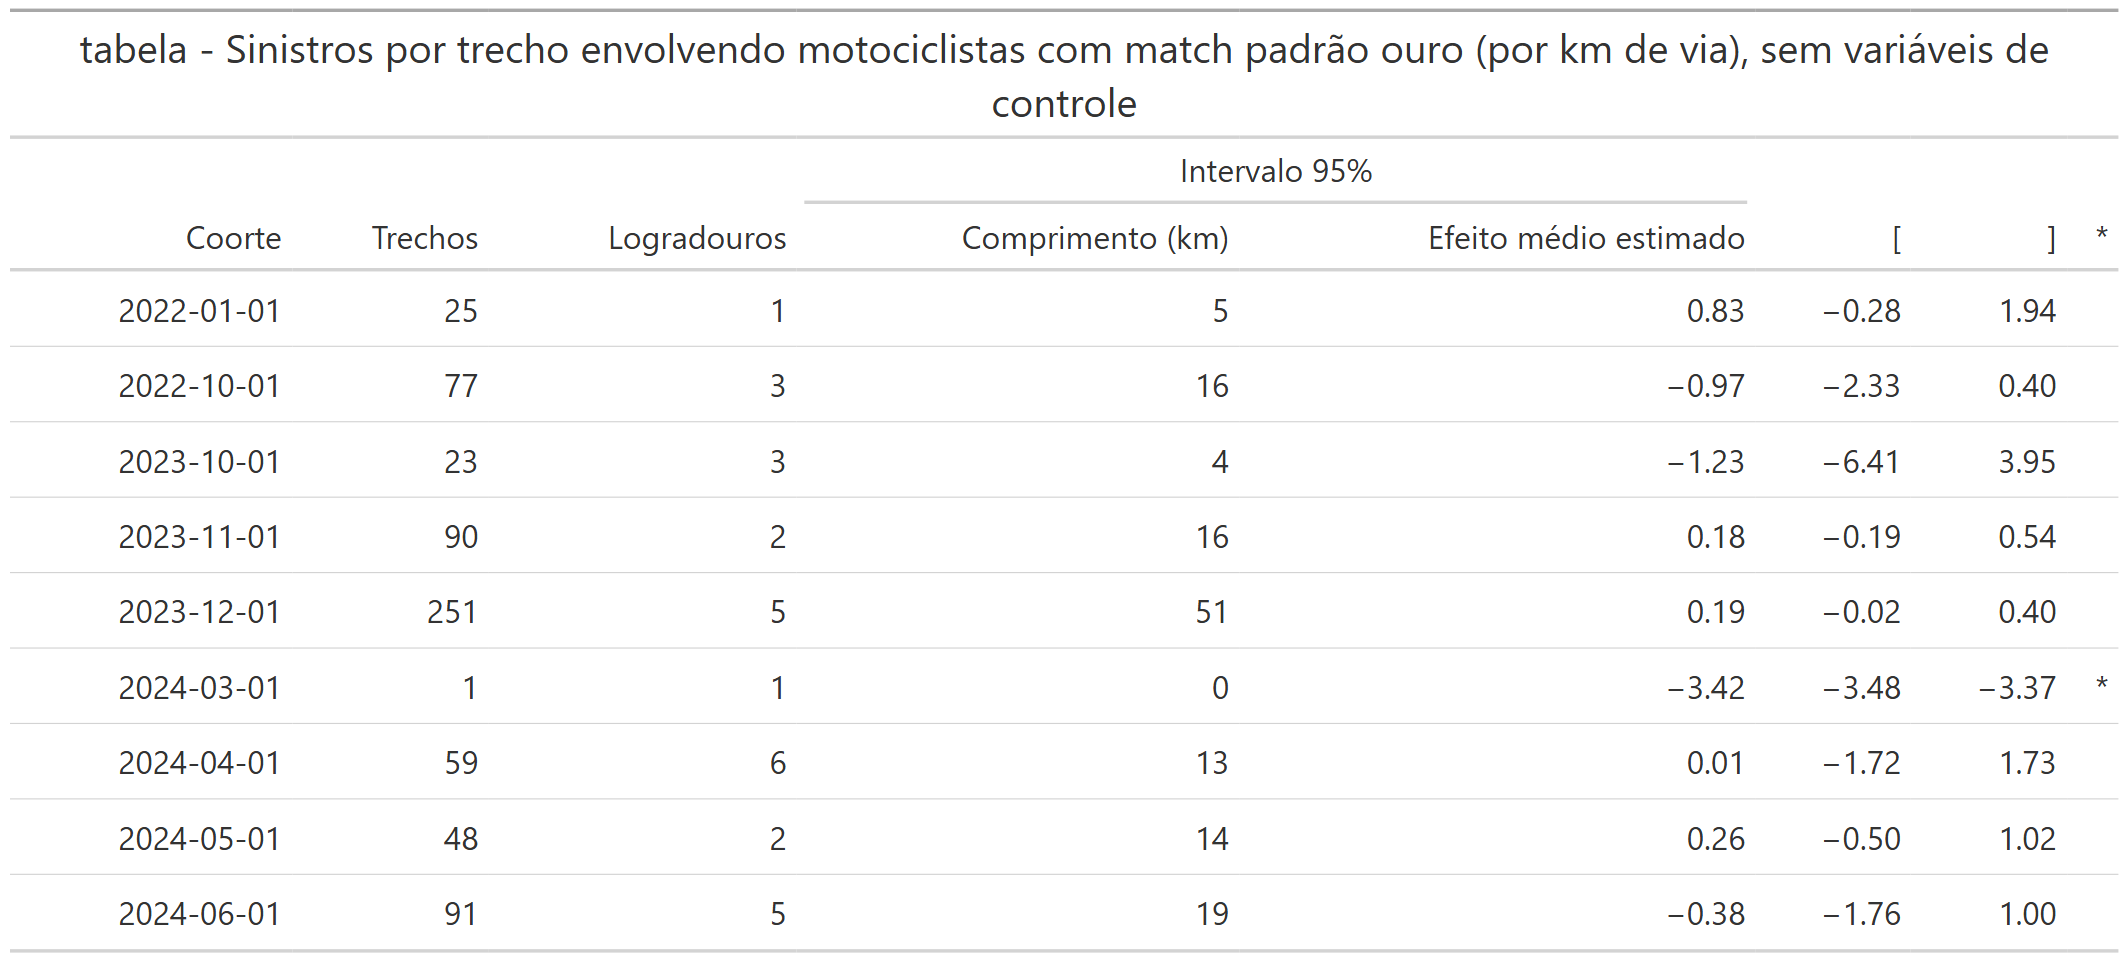 tabela - Sinistros por trecho envolvendo motociclistas com match padrão ouro (por km de via), sem variáveis de
controle
Intervalo 95%
Coorte Trechos Logradouros Comprimento (km) Efeito médio estimado [ ] *
2022-01-01 25 1 5 0.83 −0.28 1.94
2022-10-01 77 3 16 −0.97 −2.33 0.40
2023-10-01 23 3 4 −1.23 −6.41 3.95
2023-11-01 90 2 16 0.18 −0.19 0.54
2023-12-01 251 5 51 0.19 −0.02 0.40
2024-03-01 1 1 0 −3.42 −3.48 −3.37 *
2024-04-01 59 6 13 0.01 −1.72 1.73
2024-05-01 48 2 14 0.26 −0.50 1.02
2024-06-01 91 5 19 −0.38 −1.76 1.00